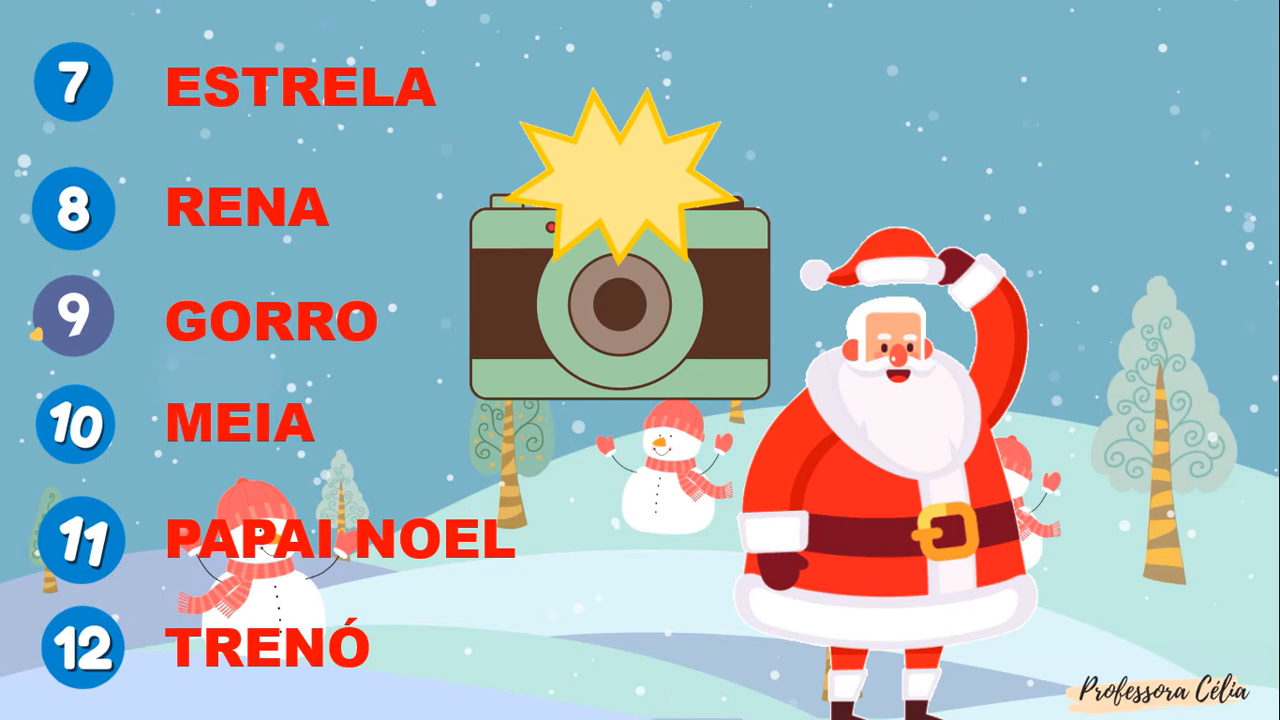 7 ESTRELA
8 RENA
9 GORRO
10 MEIA
11 PAPAI NOEL
12 TRENÓ
Professora Célia